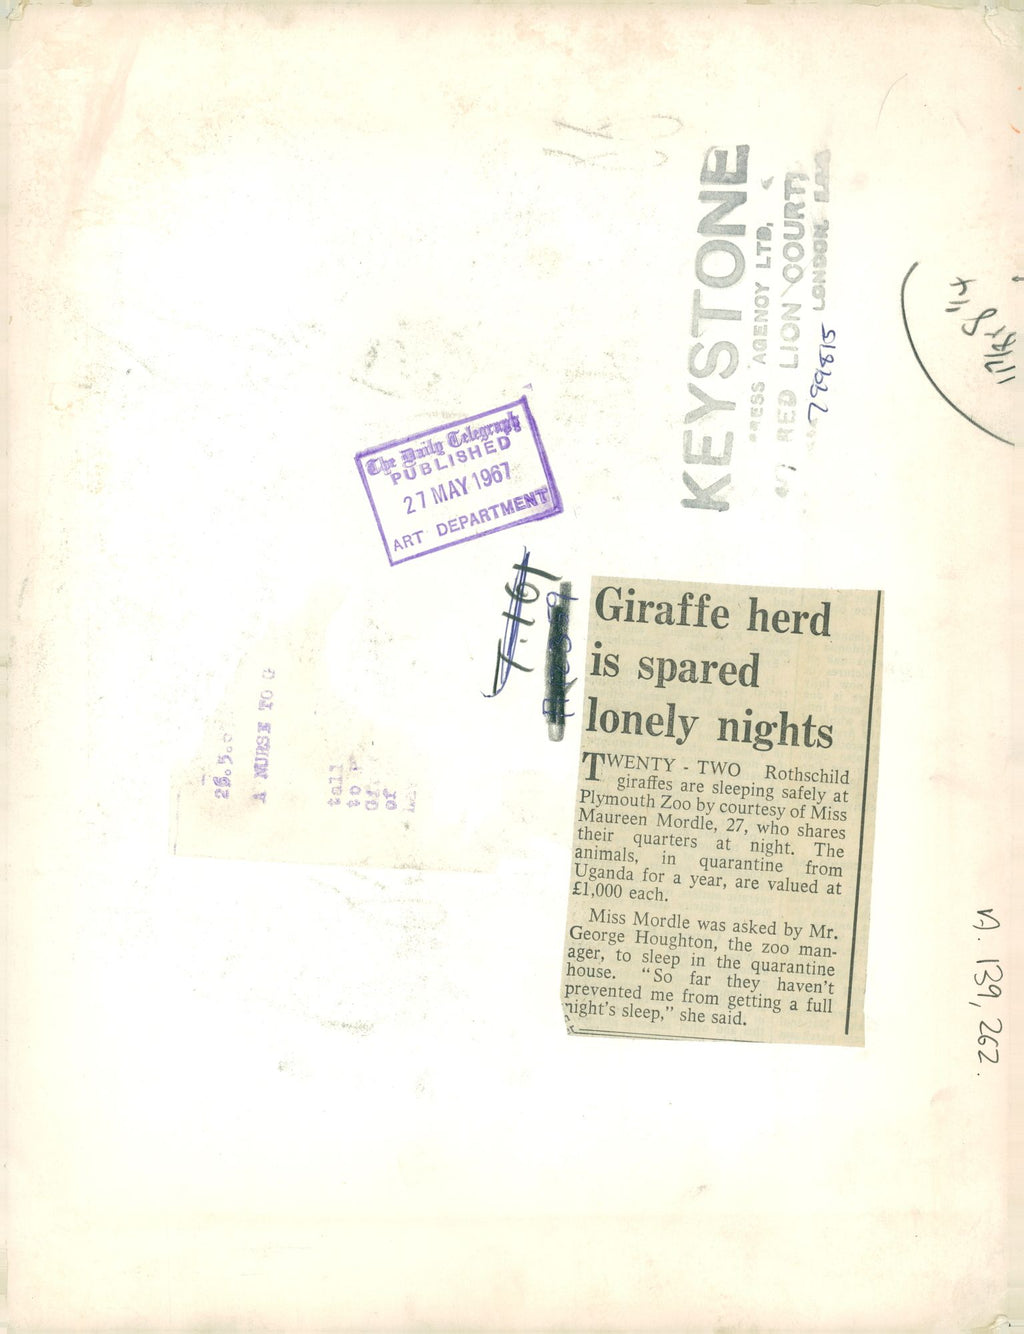 KEYSTONE
AGENCY LTD,
RED LION COURT,
LONDON,
799815
The Daily Telegraph
PUBLISHED
27 MAY 1967
ART DEPARTMENT
T.161
Giraffe herd
is spared
lonely nights
TWENTY - TWO Rothschild
giraffes are sleeping safely at
Plymouth Zoo by courtesy of Miss
Maureen Mordle, 27, who shares
their quarters at night. The
animals, in quarantine from
Uganda for a year, are valued at
£1,000 each.
Miss Mordle was asked by Mr.
George Houghton, the zoo man-
ager, to sleep in the quarantine
house. "So far they haven't
prevented me from getting a full
night's sleep," she said.
A NURSE TO G
tall
to
of
139, 262.